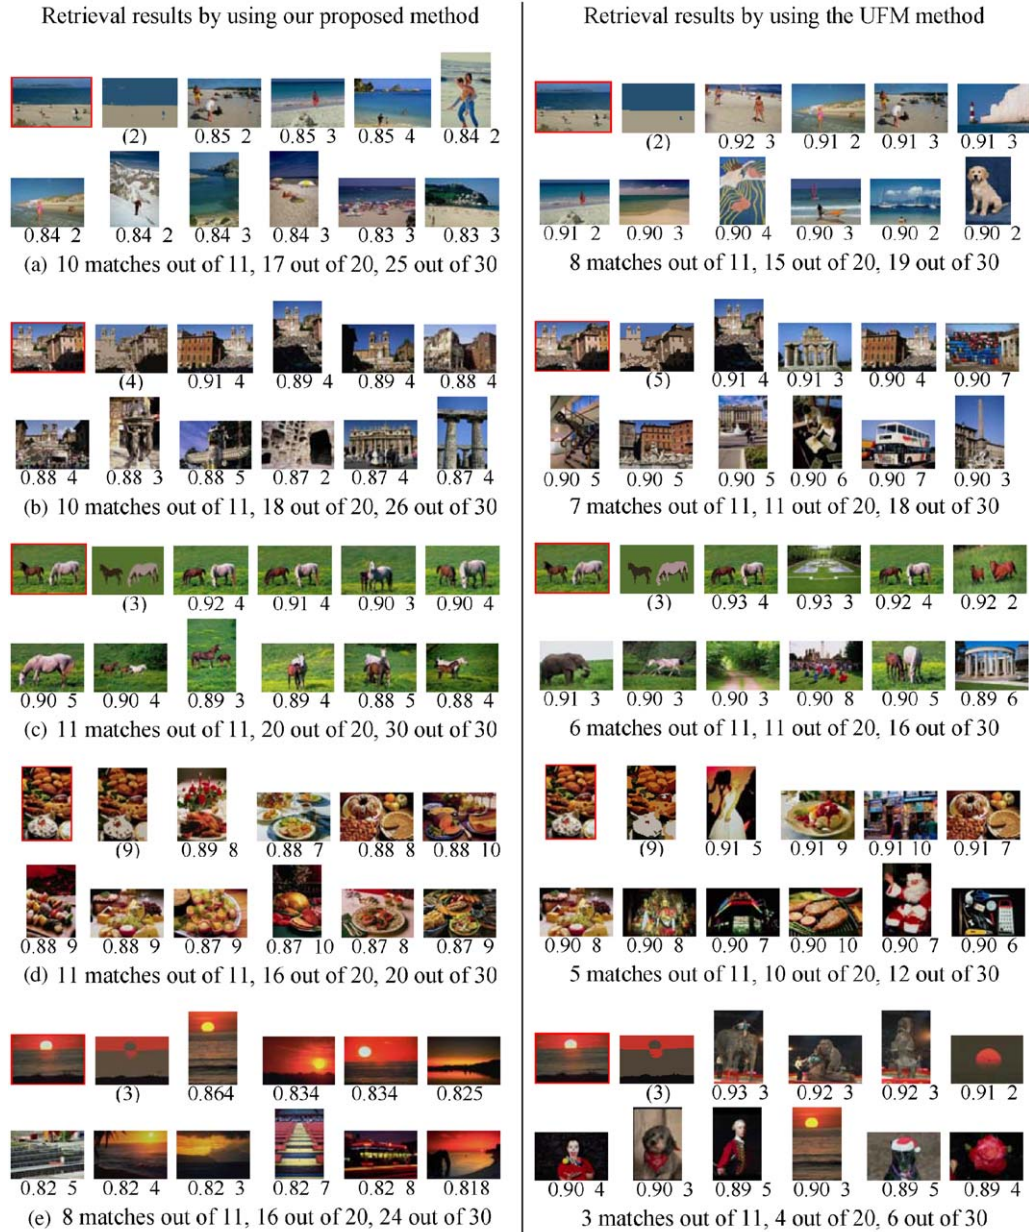 Retrieval results by using our proposed method
(2) 0.85 2 0.85 3 0.85 4 0.84 2
0.84 2 0.84 2 0.84 3 0.84 3 0.83 3 0.83 3
(a) 10 matches out of 11, 17 out of 20, 25 out of 30
(4) 0.91 4 0.89 4 0.89 4 0.88 4
0.88 4 0.88 3 0.88 5 0.87 2 0.87 4 0.87 4
(b) 10 matches out of 11, 18 out of 20, 26 out of 30
(3) 0.92 4 0.91 4 0.90 3 0.90 4
0.90 5 0.90 4 0.89 3 0.89 4 0.88 5 0.88 4
(c) 11 matches out of 11, 20 out of 20, 30 out of 30
(9) 0.89 8 0.88 7 0.88 8 0.88 10
0.88 9 0.88 9 0.87 9 0.87 10 0.87 8 0.87 9
(d) 11 matches out of 11, 16 out of 20, 20 out of 30
(3) 0.864 0.834 0.834 0.825
0.82 5 0.82 4 0.82 3 0.82 7 0.82 8 0.818
(e) 8 matches out of 11, 16 out of 20, 24 out of 30
Retrieval results by using the UFM method
(2) 0.92 3 0.91 2 0.91 3 0.91 3
0.91 2 0.90 3 0.90 4 0.90 3 0.90 2 0.90 2
8 matches out of 11, 15 out of 20, 19 out of 30
(5) 0.91 4 0.91 3 0.90 4 0.90 7
0.90 5 0.90 5 0.90 5 0.90 6 0.90 7 0.90 3
7 matches out of 11, 11 out of 20, 18 out of 30
(3) 0.93 4 0.93 3 0.92 4 0.92 2
0.91 3 0.90 3 0.90 3 0.90 8 0.90 5 0.89 6
6 matches out of 11, 11 out of 20, 16 out of 30
(9) 0.91 5 0.91 9 0.91 10 0.91 7
0.90 8 0.90 8 0.90 7 0.90 10 0.90 7 0.90 6
5 matches out of 11, 10 out of 20, 12 out of 30
(3) 0.93 3 0.92 3 0.92 3 0.91 2
0.90 4 0.90 3 0.89 5 0.90 3 0.89 5 0.89 4
3 matches out of 11, 4 out of 20, 6 out of 30